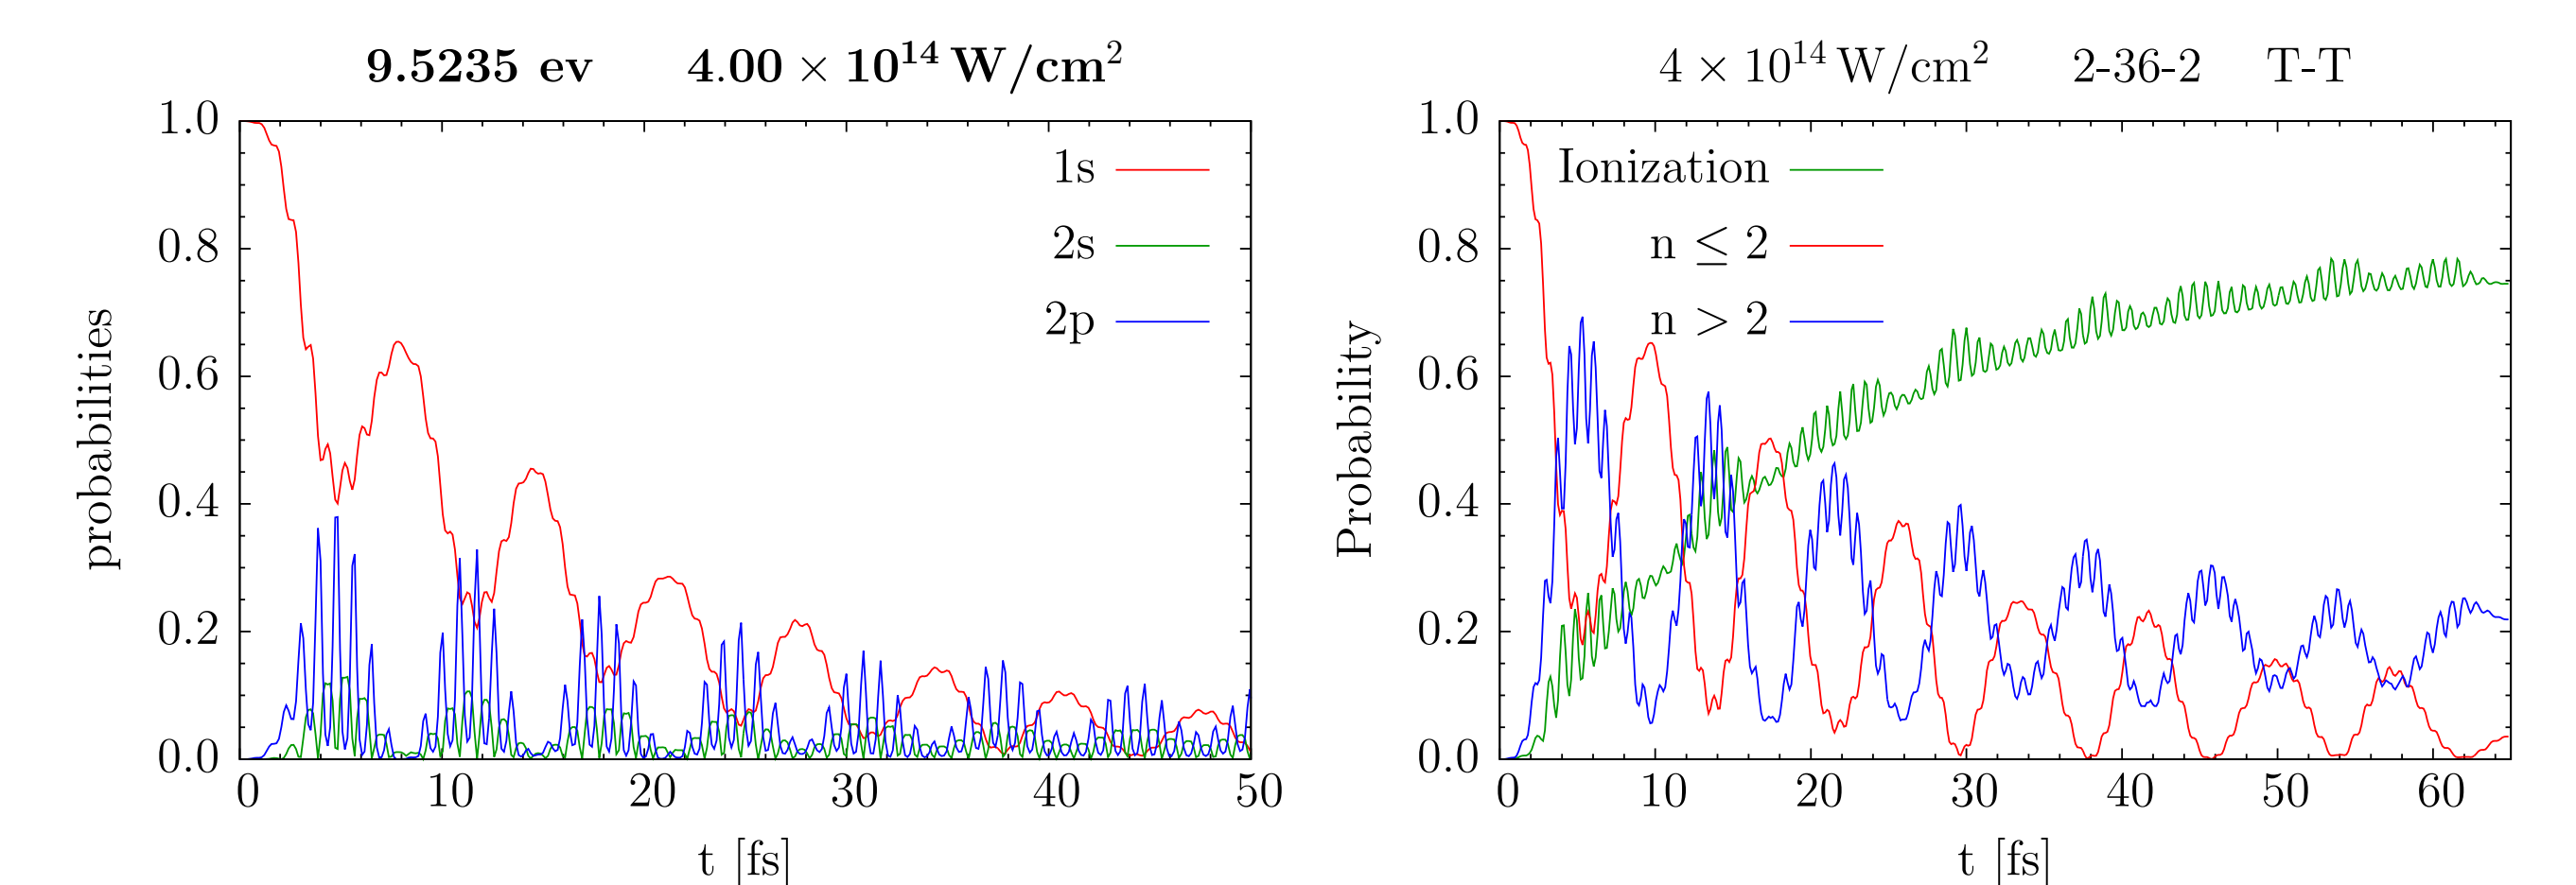 9.5235 ev 4.00 × 10^14 W/cm^2
1.0
0.8
0.6
0.4
0.2
0.0
probabilities
1s
2s
2p
0 10 20 30 40 50
t [fs]
4 × 10^14 W/cm^2 2-36-2 T-T
1.0
0.8
0.6
0.4
0.2
0.0
Probability
Ionization
n ≤ 2
n > 2
0 10 20 30 40 50 60
t [fs]